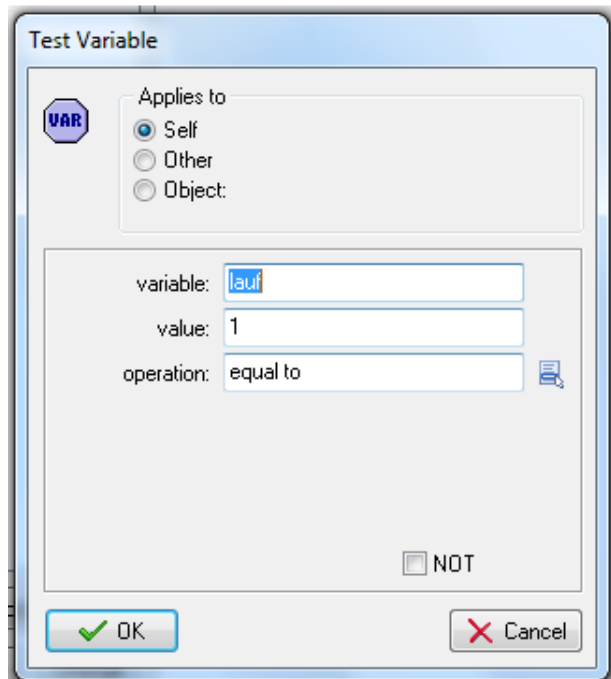 Test Variable
VAR
Applies to
Self
Other
Object:
variable: lauf
value: 1
operation: equal to
NOT
OK
Cancel